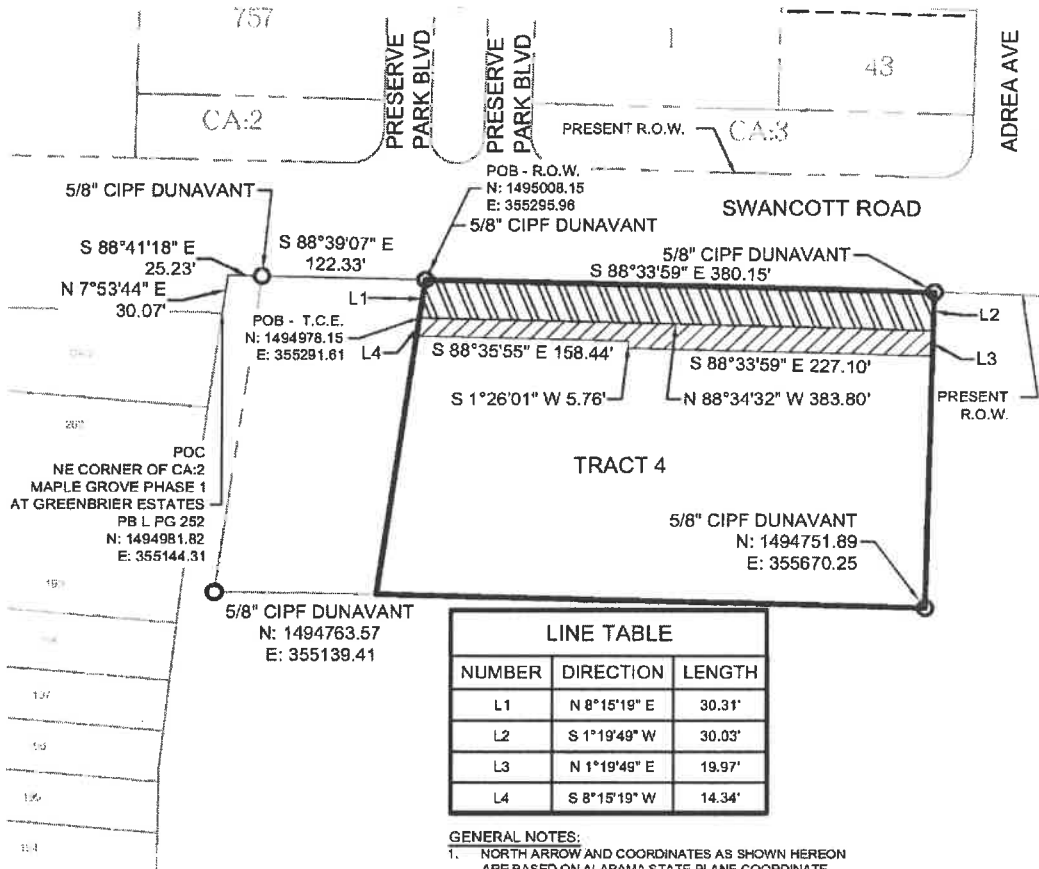 757
PRESERVE
PARK BLVD
PRESERVE
PARK BLVD
43
ADREA AVE
CA:2
PRESENT R.O.W.
CA:3
5/8" CIPF DUNAVANT
POB - R.O.W.
N: 1495008.15
E: 355295.96
5/8" CIPF DUNAVANT
SWANCOTT ROAD
S 88°41'18" E
25.23'
S 88°39'07" E
122.33'
5/8" CIPF DUNAVANT
S 88°33'59" E 380.15'
N 7°53'44" E
30.07'
L1
L2
POB - T.C.E.
N: 1494978.15
E: 355291.61
L4
S 88°35'55" E 158.44'
S 88°33'59" E 227.10'
L3
S 1°26'01" W 5.76'
N 88°34'32" W 383.80'
PRESENT
R.O.W.
POC
NE CORNER OF CA:2
MAPLE GROVE PHASE 1
AT GREENBRIER ESTATES
PB L PG 252
N: 1494981.82
E: 355144.31
TRACT 4
5/8" CIPF DUNAVANT
N: 1494751.89
E: 355670.25
5/8" CIPF DUNAVANT
N: 1494763.57
E: 355139.41
197
LINE TABLE
NUMBER DIRECTION LENGTH
L1 N 8°15'19" E 30.31'
L2 S 1°19'49" W 30.03'
L3 N 1°19'49" E 19.97'
L4 S 8°15'19" W 14.34'
GENERAL NOTES:
1. NORTH ARROW AND COORDINATES AS SHOWN HEREON
ARE BASED ON ALABAMA STATE PLANE COORDINATE